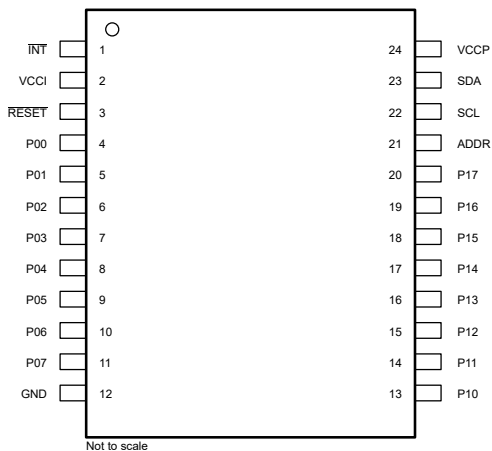 INT 1 24 VCCP
VCCI 2 23 SDA
RESET 3 22 SCL
P00 4 21 ADDR
P01 5 20 P17
P02 6 19 P16
P03 7 18 P15
P04 8 17 P14
P05 9 16 P13
P06 10 15 P12
P07 11 14 P11
GND 12 13 P10
Not to scale